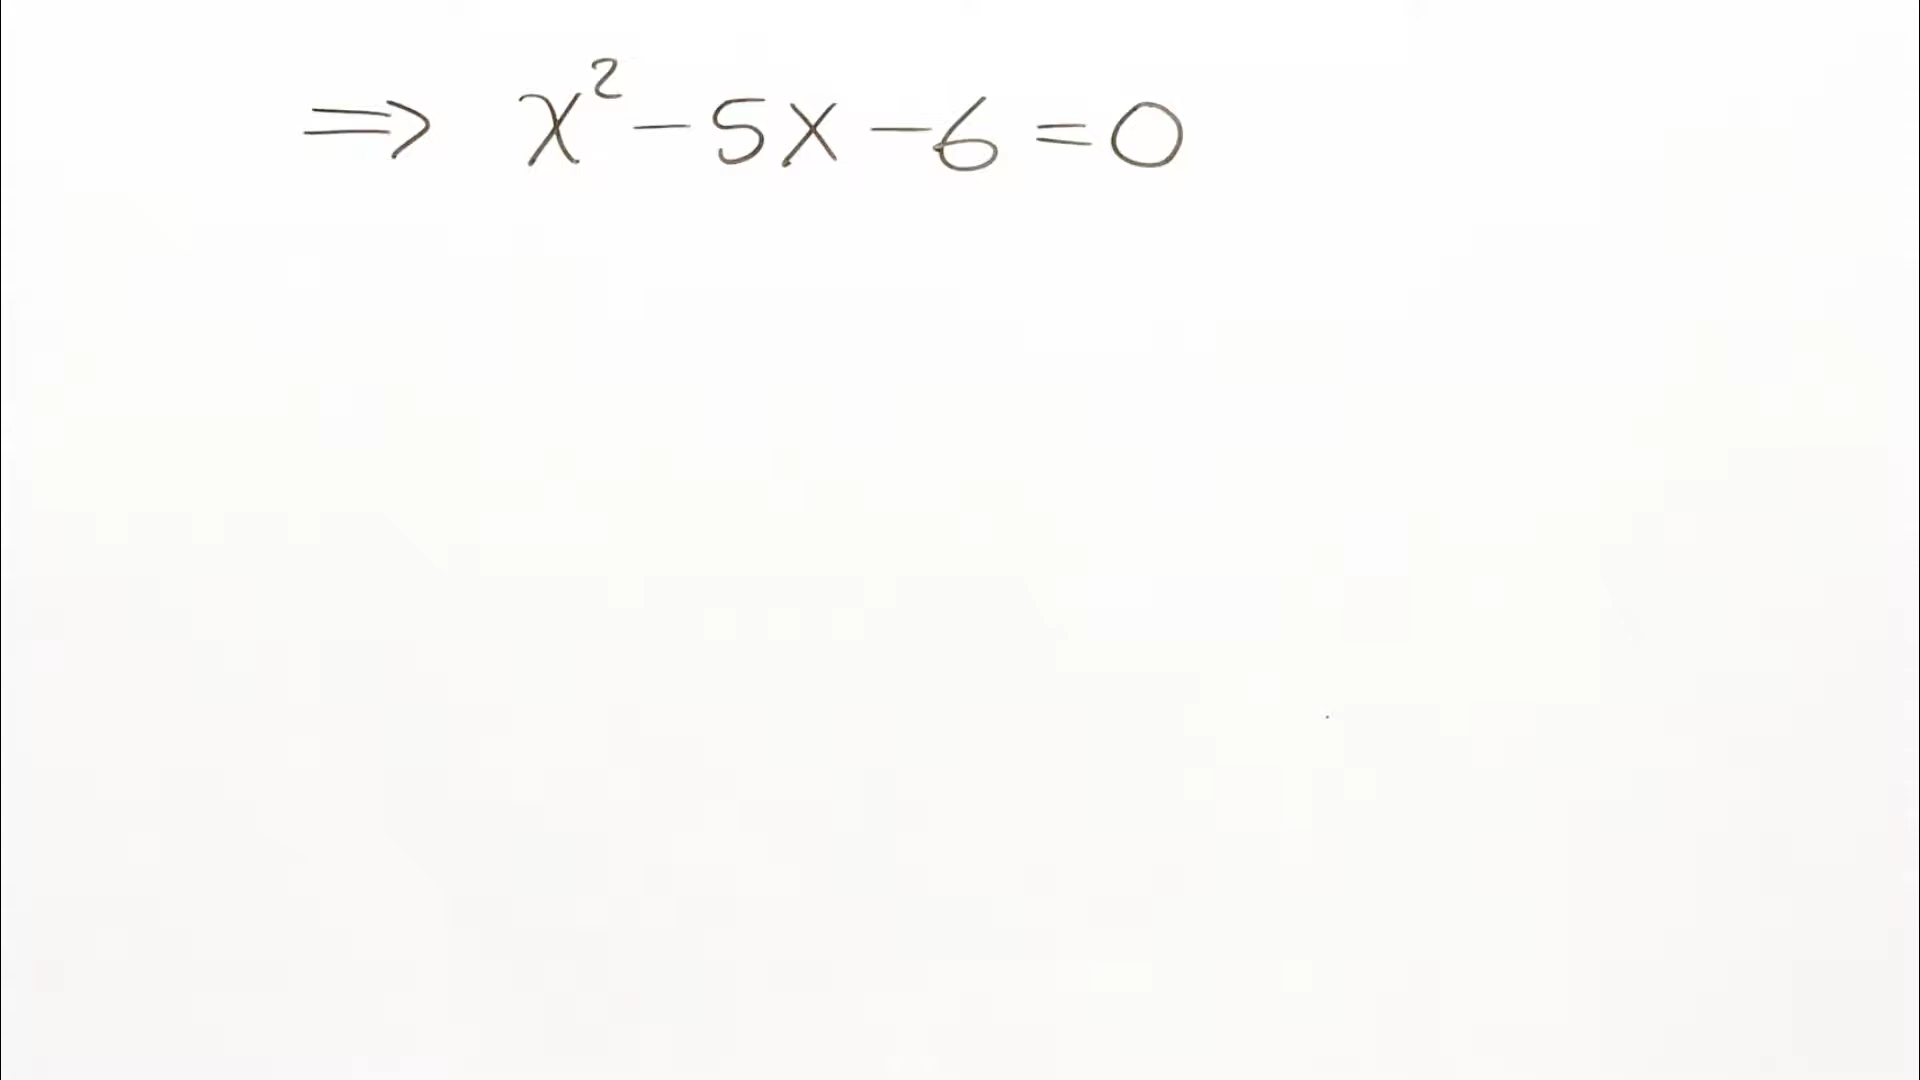 ⇒ x² - 5x - 6 = 0